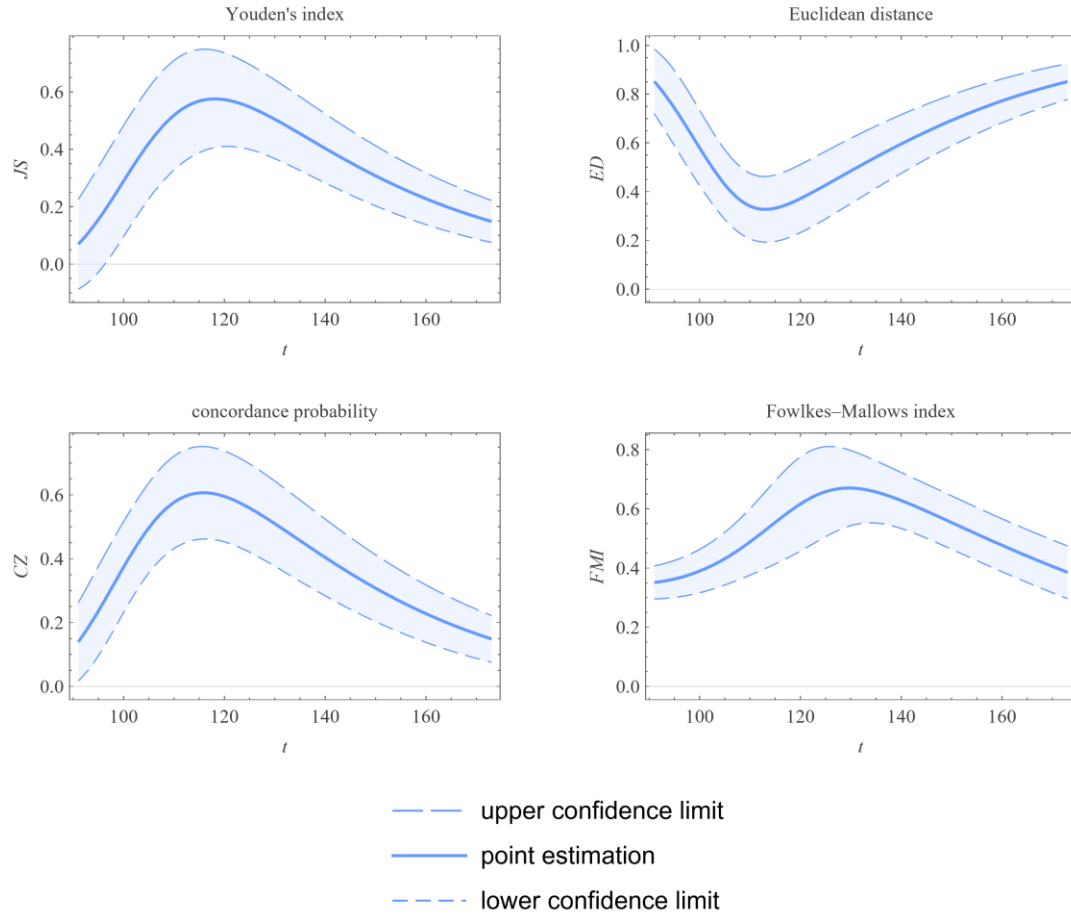 Youden's index
JS
0.6
0.4
0.2
0.0
100 120 140 160
t
Euclidean distance
ED
1.0
0.8
0.6
0.4
0.2
0.0
100 120 140 160
t
concordance probability
CZ
0.6
0.4
0.2
0.0
100 120 140 160
t
Fowlkes–Mallows index
FMI
0.8
0.6
0.4
0.2
0.0
100 120 140 160
t
upper confidence limit
point estimation
lower confidence limit